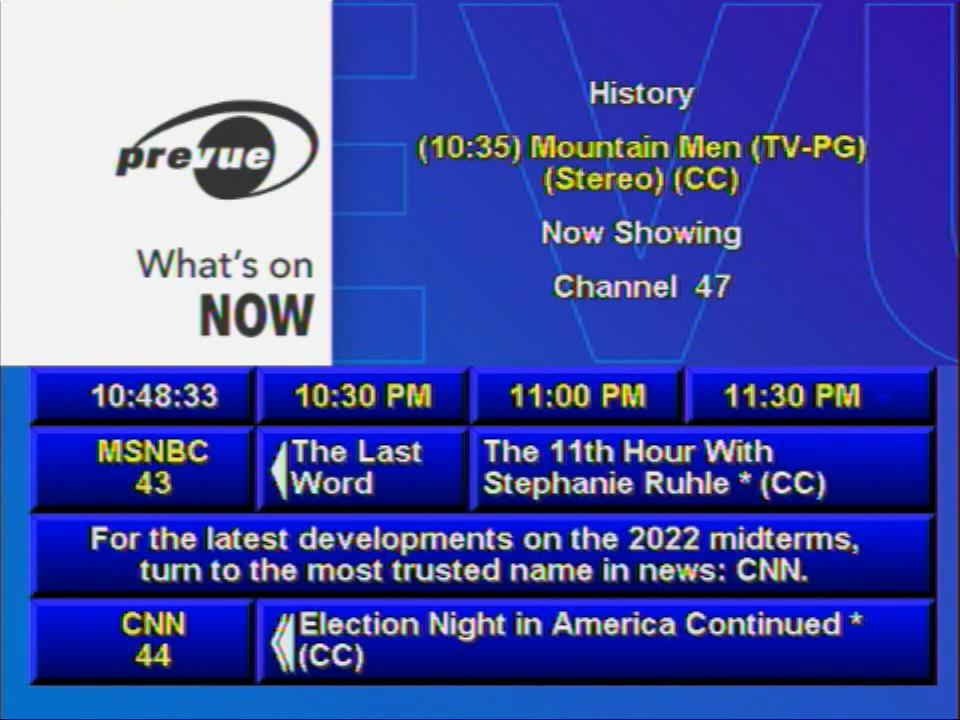 prevue
What's on
NOW
History
(10:35) Mountain Men (TV-PG)
(Stereo) (CC)
Now Showing
Channel 47
10:48:33
10:30 PM
11:00 PM
11:30 PM
MSNBC
43
The Last
Word
The 11th Hour With
Stephanie Ruhle * (CC)
For the latest developments on the 2022 midterms,
turn to the most trusted name in news: CNN.
CNN
44
Election Night in America Continued *
(CC)